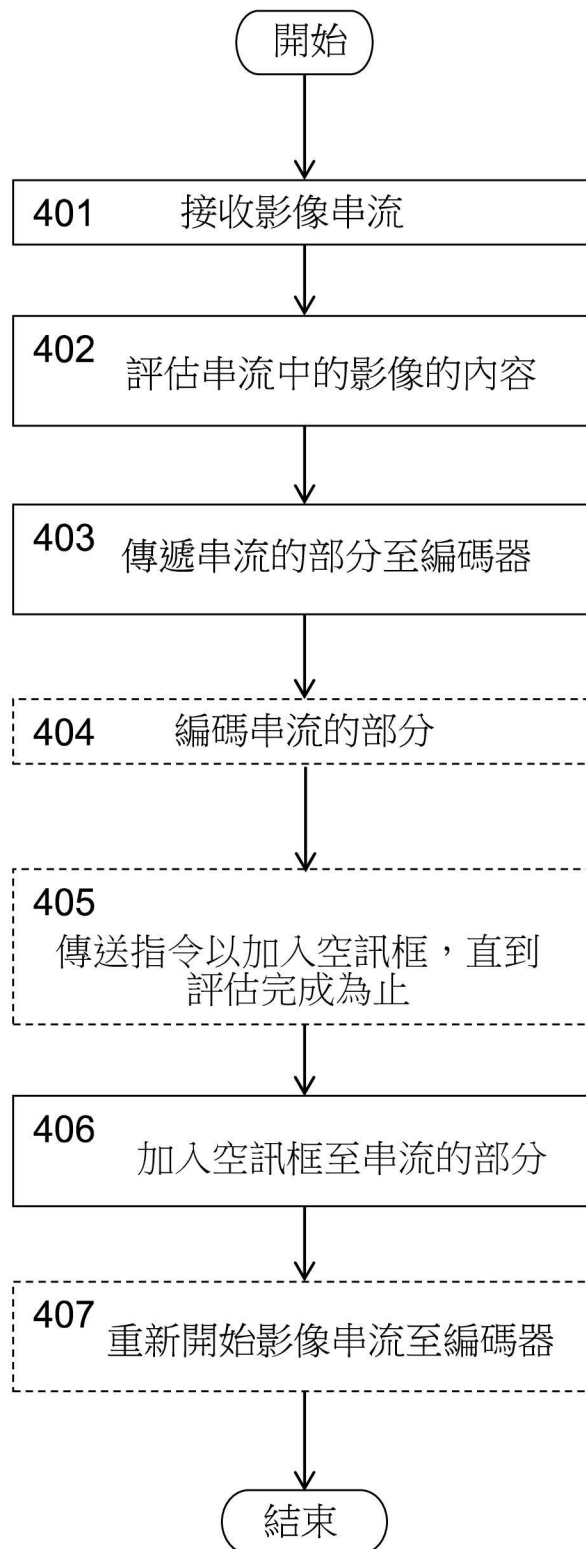 開始
401 接收影像串流
402
評估串流中的影像的內容
403
傳遞串流的部分至編碼器
404 編碼串流的部分
405
傳送指令以加入空訊框，直到
評估完成為止
406
加入空訊框至串流的部分
407
重新開始影像串流至編碼器
結束